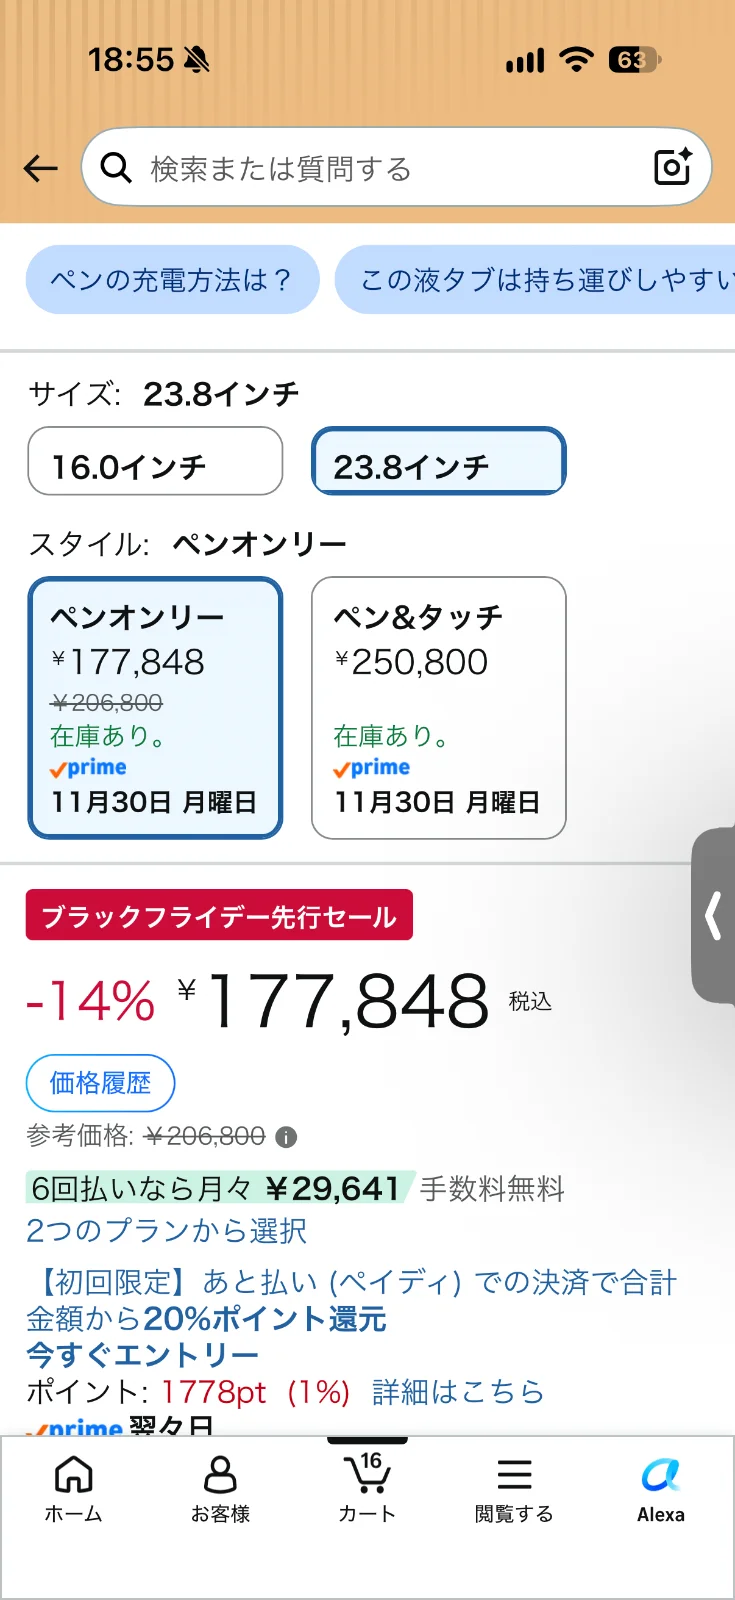 18:55
63
検索または質問する
ペンの充電方法は？
この液タブは持ち運びしやすい
サイズ: 23.8インチ
16.0インチ
23.8インチ
スタイル: ペンオンリー
ペンオンリー
¥177,848
¥206,800
在庫あり。
prime
11月30日 月曜日
ペン&タッチ
¥250,800
在庫あり。
prime
11月30日 月曜日
ブラックフライデー先行セール
-14% ¥177,848 税込
価格履歴
参考価格: ¥206,800
6回払いなら月々 ¥29,641 手数料無料
2つのプランから選択
【初回限定】あと払い (ペイディ) での決済で合計
金額から20%ポイント還元
今すぐエントリー
ポイント: 1778pt (1%) 詳細はこちら
prime 翌々日
16
ホーム
お客様
カート
閲覧する
Alexa